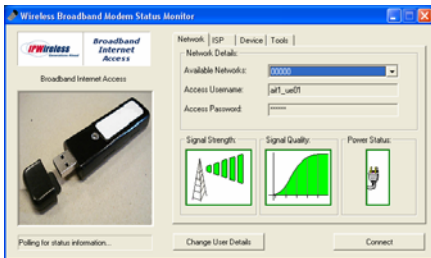 Wireless Broadband Modem Status Monitor
IPWireless
Broadband
Internet
Access
Broadband Internet Access
Network ISP Device Tools
Network Details:
Available Networks: 00000
Access Username: ait1_ue01
Access Password: ******
Signal Strength:
Signal Quality:
Power Status:
Polling for status information...
Change User Details
Connect